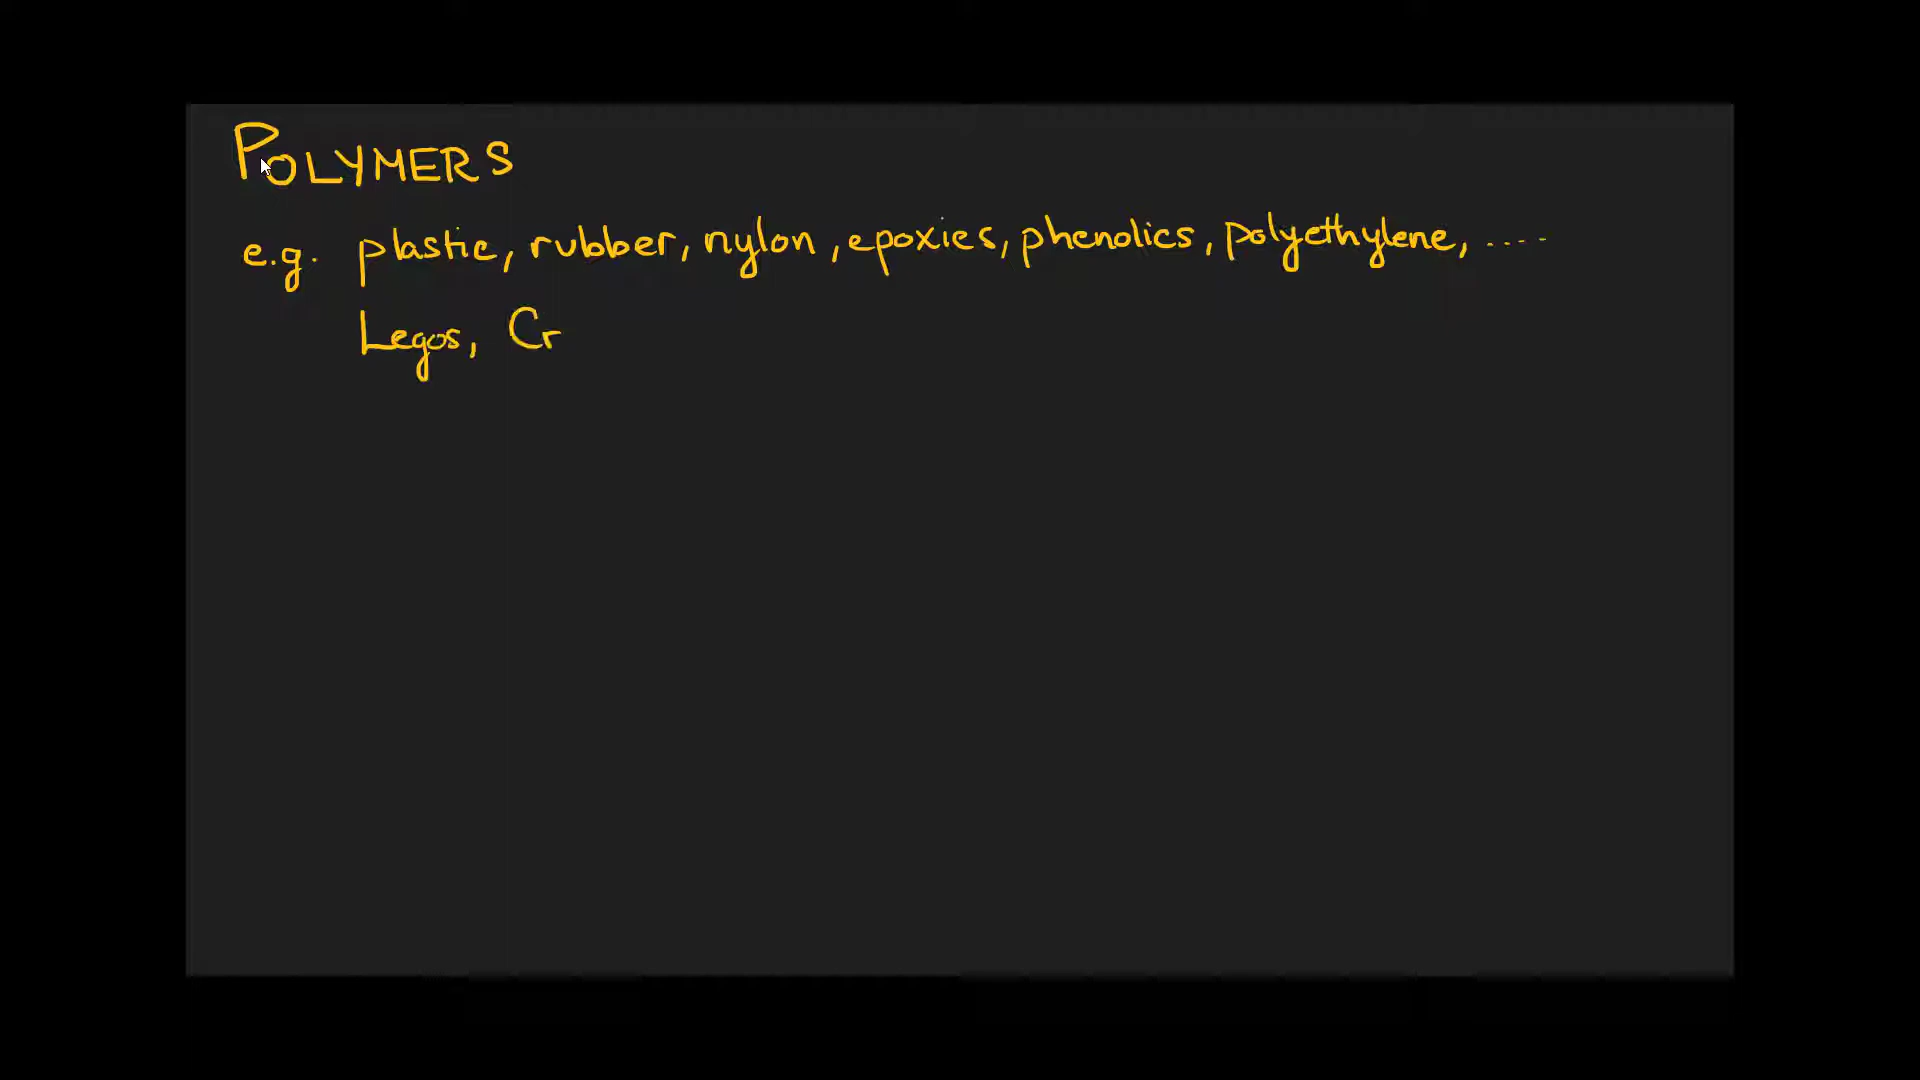 POLYMERS
e.g. plastic, rubber, nylon, epoxies, phenolics, polyethylene, ....
Legos, Cr